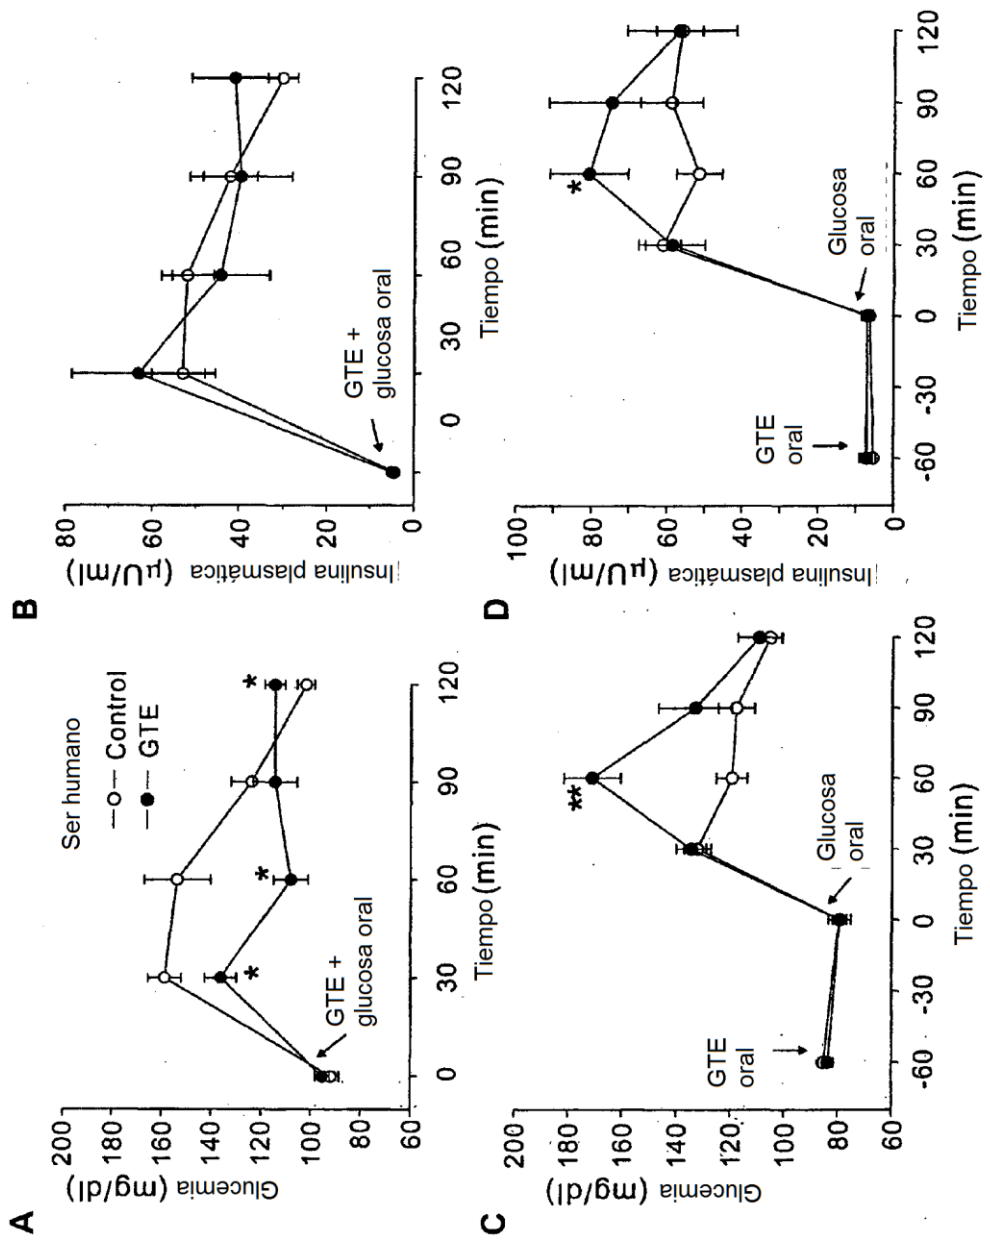 A
Ser humano
Control
GTE
Glucemia (mg/dl)
200
180
160
140
120
100
80
60
*
*
*
GTE +
glucosa oral
0
30
60
90
120
Tiempo (min)
B
Insulina plasmática (µU/ml)
80
60
40
20
0
GTE +
glucosa oral
0
30
60
90
120
Tiempo (min)
C
Glucemia (mg/dl)
200
180
160
140
120
100
80
60
**
GTE
oral
Glucosa
oral
-60
-30
0
30
60
90
120
Tiempo (min)
D
Insulina plasmática (µU/ml)
100
80
60
40
20
0
*
GTE
oral
Glucosa
oral
-60
-30
0
30
60
90
120
Tiempo (min)